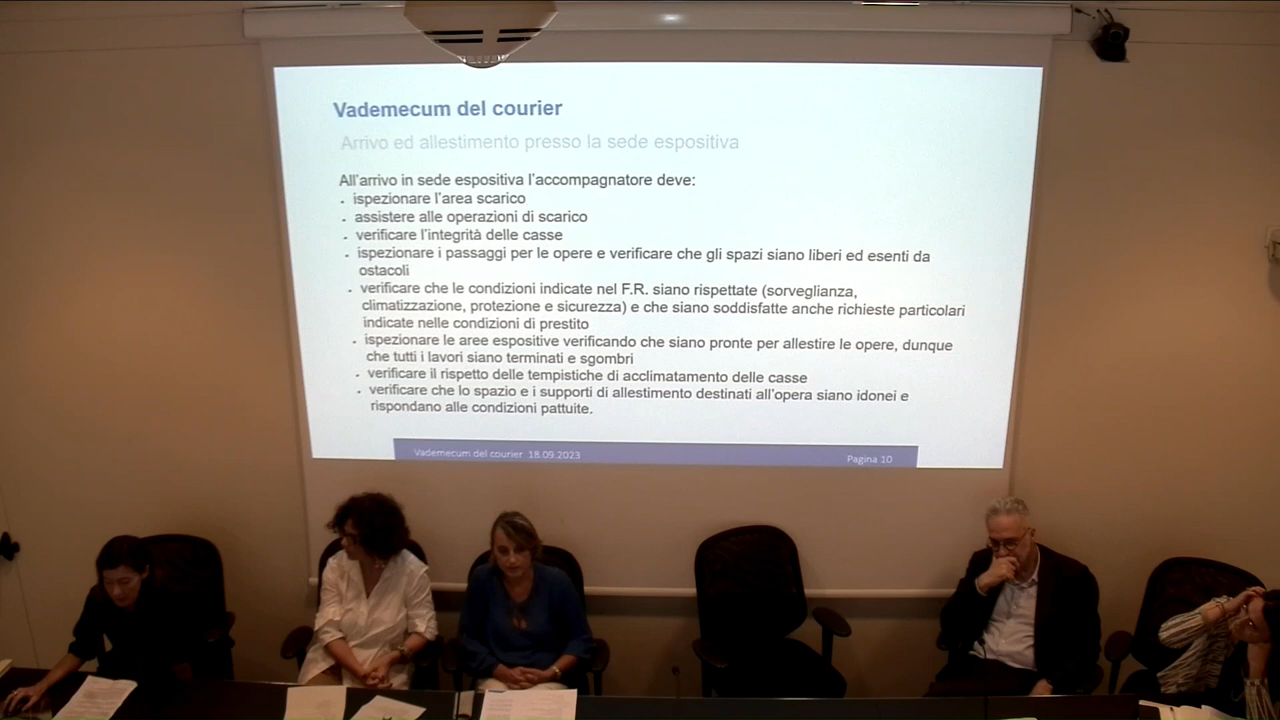 Vademecum del courier
Arrivo ed allestimento presso la sede espositiva
All'arrivo in sede espositiva l'accompagnatore deve:
. ispezionare l'area scarico
. assistere alle operazioni di scarico
. verificare l'integrità delle casse
. ispezionare i passaggi per le opere e verificare che gli spazi siano liberi ed esenti da
ostacoli
. verificare che le condizioni indicate nel F.R. siano rispettate (sorveglianza,
climatizzazione, protezione e sicurezza) e che siano soddisfatte anche richieste particolari
indicate nelle condizioni di prestito
. ispezionare le aree espositive verificando che siano pronte per allestire le opere, dunque
che tutti i lavori siano terminati e sgombri
. verificare il rispetto delle tempistiche di acclimatamento delle casse
. verificare che lo spazio e i supporti di allestimento destinati all'opera siano idonei e
rispondano alle condizioni pattuite.
Vademecum del courier 18.09.2023
Pagina 10